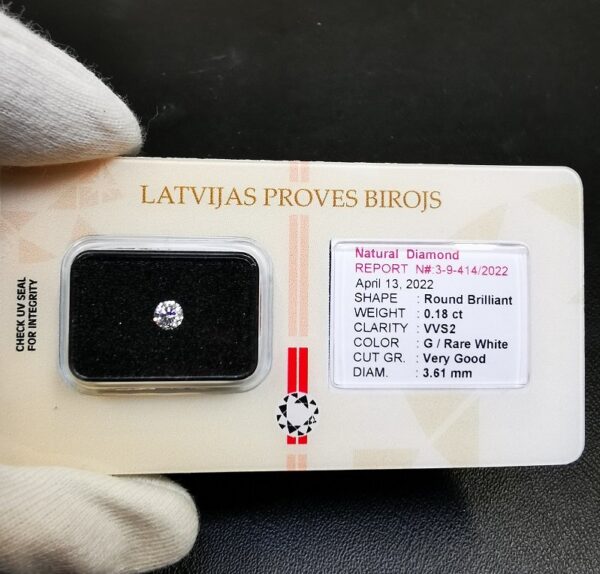 LATVIJAS PROVES BIROJS
CHECK UV SEAL
FOR INTEGRITY
Natural Diamond
REPORT N#:3-9-414/2022
April 13, 2022
SHAPE : Round Brilliant
WEIGHT : 0.18 ct
CLARITY : VVS2
COLOR : G / Rare White
CUT GR. : Very Good
DIAM. : 3.61 mm